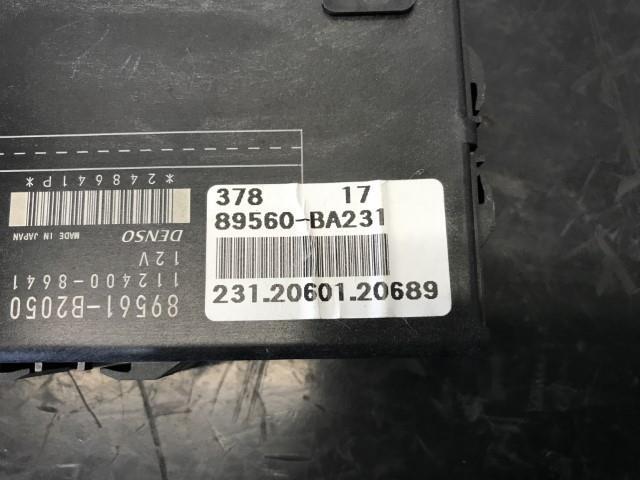 378 17
89560-BA231
231.20601.20689
89561-B2050
112400-8641
12V
DENSO MADE IN JAPAN
*248641P*